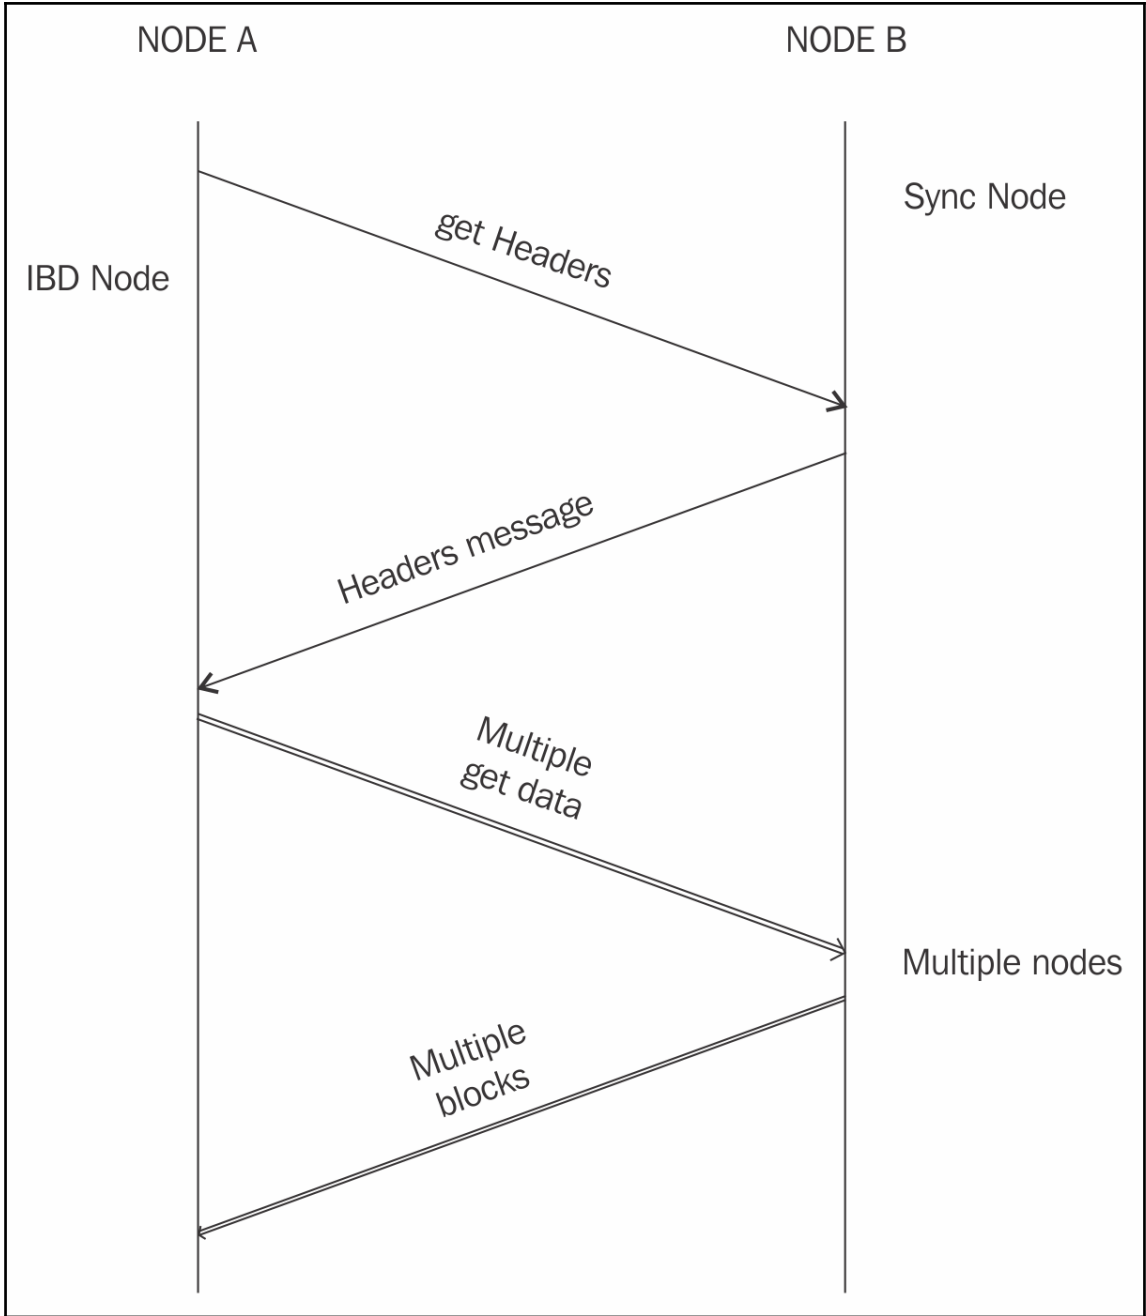 NODE A
NODE B
Sync Node
get Headers
IBD Node
Headers message
Multiple
get data
Multiple nodes
Multiple
blocks